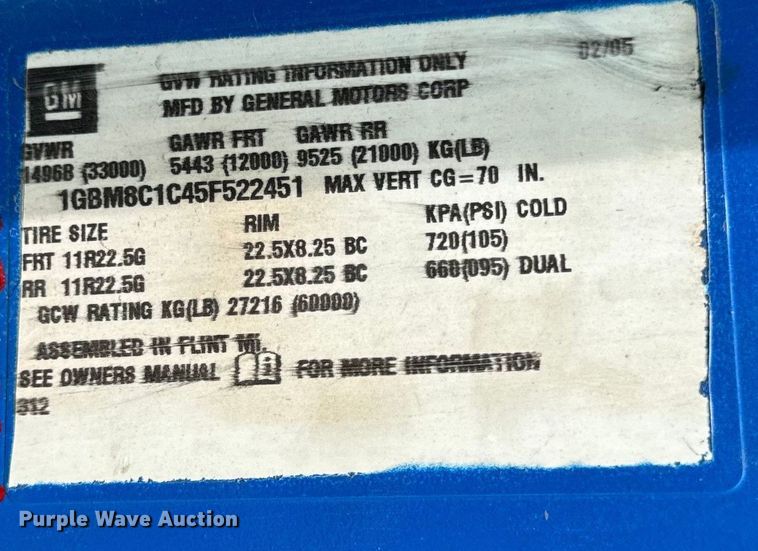 GM
GVW RATING INFORMATION ONLY 02/05
MFD BY GENERAL MOTORS CORP
GVWR GAWR FRT GAWR RR
14968 (33000) 5443 (12000) 9525 (21000) KG(LB)
1GBM8C1C45F522451 MAX VERT CG=70 IN.
TIRE SIZE RIM KPA(PSI) COLD
FRT 11R22.5G 22.5X8.25 BC 720(105)
RR 11R22.5G 22.5X8.25 BC 660(095) DUAL
GCW RATING KG(LB) 27216 (60000)
ASSEMBLED IN FLINT MI.
SEE OWNERS MANUAL FOR MORE INFORMATION
312
Purple Wave Auction